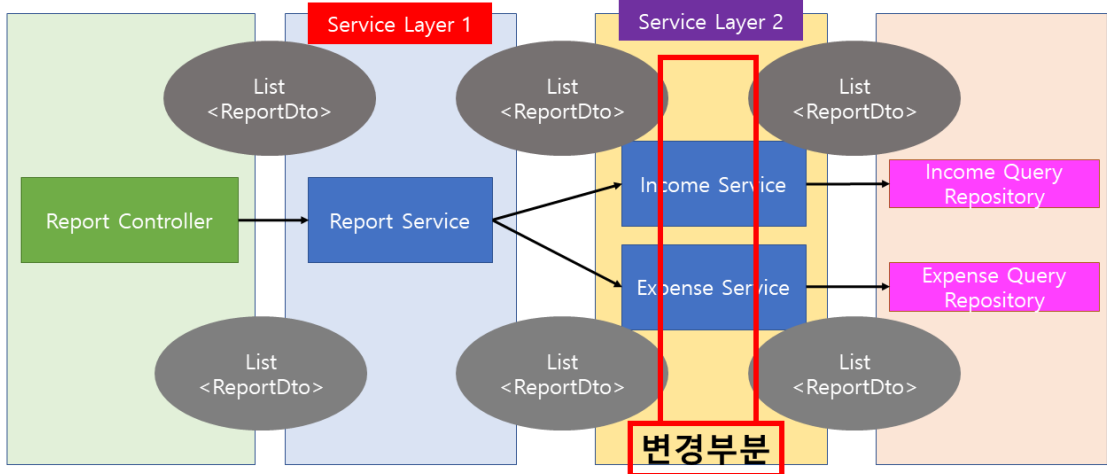 Service Layer 1
Service Layer 2
List
<ReportDto>
List
<ReportDto>
List
<ReportDto>
Report Controller
Report Service
Income Service
Income Query
Repository
Expense Service
Expense Query
Repository
List
<ReportDto>
List
<ReportDto>
List
<ReportDto>
변경부분